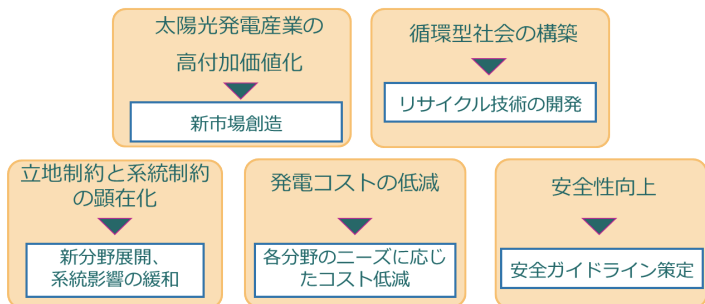 太陽光発電産業の
高付加価値化
新市場創造
循環型社会の構築
リサイクル技術の開発
立地制約と系統制約
の顕在化
新分野展開、
系統影響の緩和
発電コストの低減
各分野のニーズに応じ
たコスト低減
安全性向上
安全ガイドライン策定